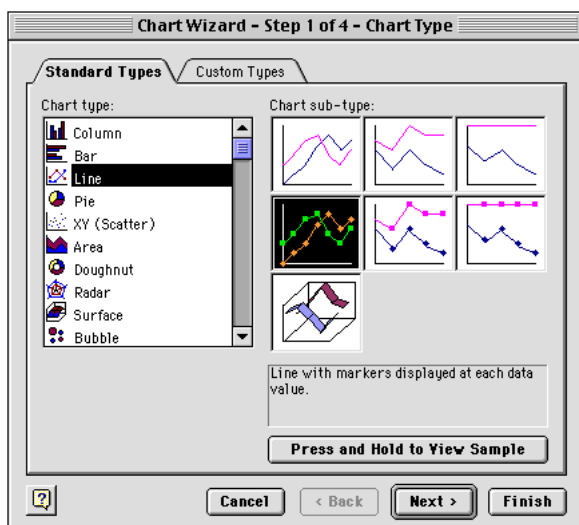 Chart Wizard - Step 1 of 4 - Chart Type
Standard Types
Custom Types
Chart type:
Column
Bar
Line
Pie
XY (Scatter)
Area
Doughnut
Radar
Surface
Bubble
Chart sub-type:
Line with markers displayed at each data
value.
Press and Hold to View Sample
?
Cancel
< Back
Next >
Finish